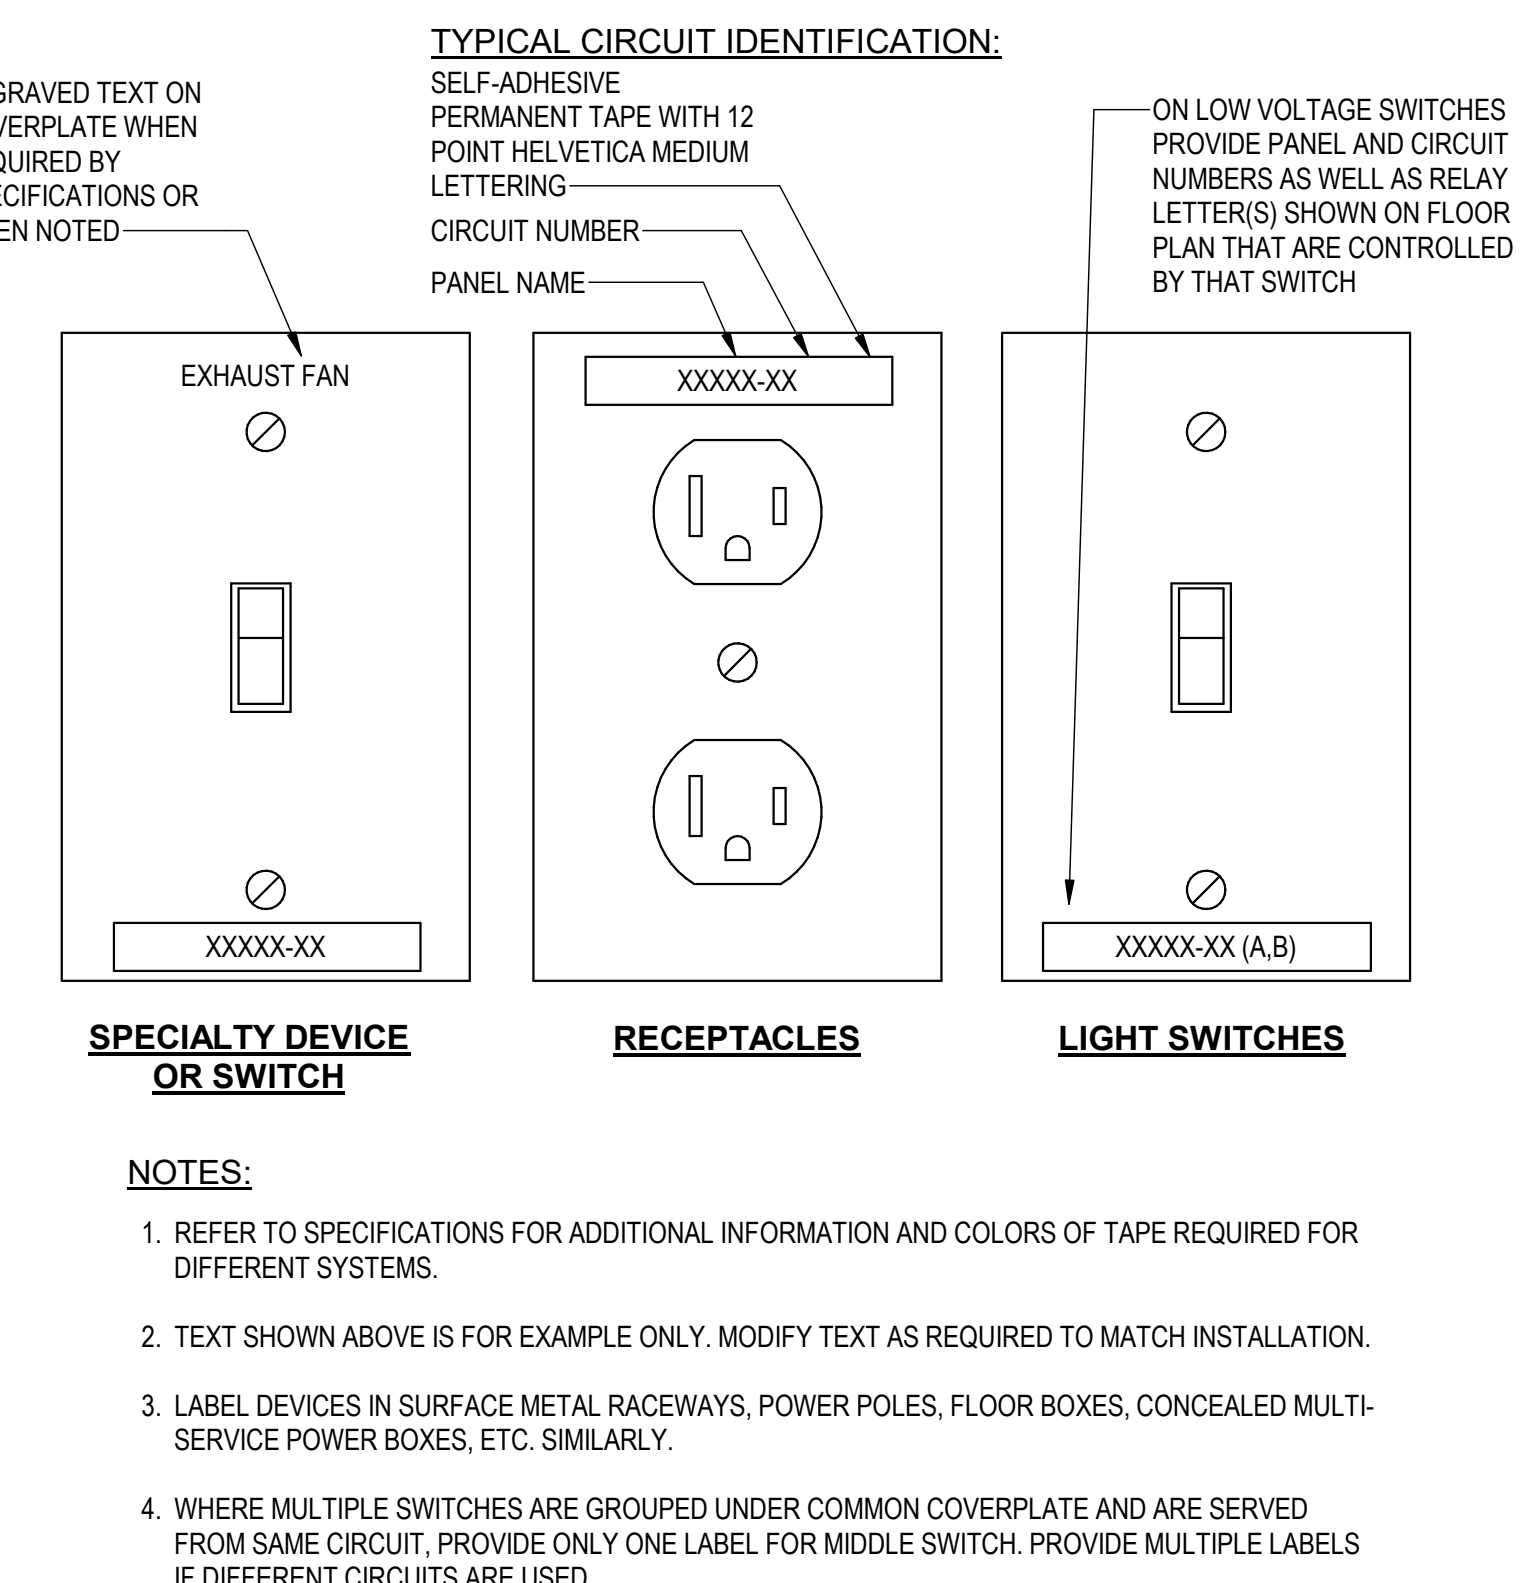 TYPICAL CIRCUIT IDENTIFICATION:
GRAVED TEXT ON
VERPLATE WHEN
QUIRED BY
ECIFICATIONS OR
EN NOTED
SELF-ADHESIVE
PERMANENT TAPE WITH 12
POINT HELVETICA MEDIUM
LETTERING
CIRCUIT NUMBER
PANEL NAME
ON LOW VOLTAGE SWITCHES
PROVIDE PANEL AND CIRCUIT
NUMBERS AS WELL AS RELAY
LETTER(S) SHOWN ON FLOOR
PLAN THAT ARE CONTROLLED
BY THAT SWITCH
EXHAUST FAN
XXXXX-XX
SPECIALTY DEVICE
OR SWITCH
XXXXX-XX
RECEPTACLES
XXXXX-XX (A,B)
LIGHT SWITCHES
NOTES:
1. REFER TO SPECIFICATIONS FOR ADDITIONAL INFORMATION AND COLORS OF TAPE REQUIRED FOR
DIFFERENT SYSTEMS.
2. TEXT SHOWN ABOVE IS FOR EXAMPLE ONLY. MODIFY TEXT AS REQUIRED TO MATCH INSTALLATION.
3. LABEL DEVICES IN SURFACE METAL RACEWAYS, POWER POLES, FLOOR BOXES, CONCEALED MULTI-
SERVICE POWER BOXES, ETC. SIMILARLY.
4. WHERE MULTIPLE SWITCHES ARE GROUPED UNDER COMMON COVERPLATE AND ARE SERVED
FROM SAME CIRCUIT, PROVIDE ONLY ONE LABEL FOR MIDDLE SWITCH. PROVIDE MULTIPLE LABELS
IF DIFFERENT CIRCUITS ARE USED